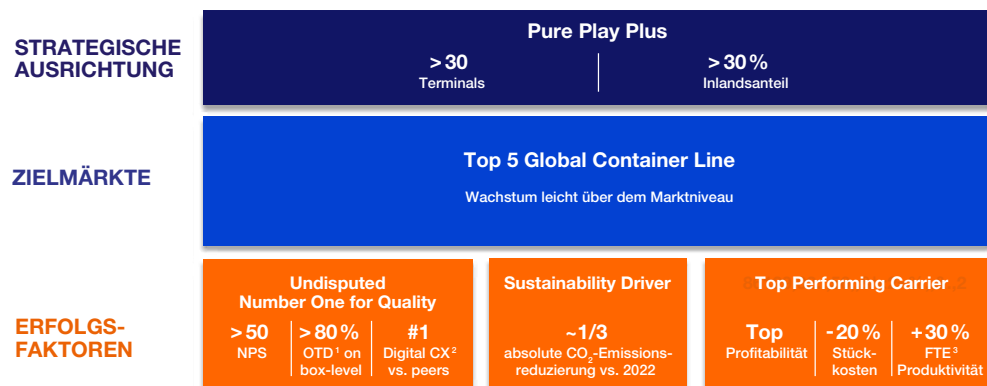 STRATEGISCHE
AUSRICHTUNG
Pure Play Plus
>30
Terminals
>30%
Inlandsanteil
ZIELMÄRKTE
Top 5 Global Container Line
Wachstum leicht über dem Marktniveau
ERFOLGS-
FAKTOREN
Undisputed
Number One for Quality
>50
NPS
>80%
OTD¹ on
box-level
#1
Digital CX²
vs. peers
Sustainability Driver
~1/3
absolute CO₂-Emissions-
reduzierung vs. 2022
Top Performing Carrier
Top
Profitabilität
-20%
Stück-
kosten
+30%
FTE³
Produktivität